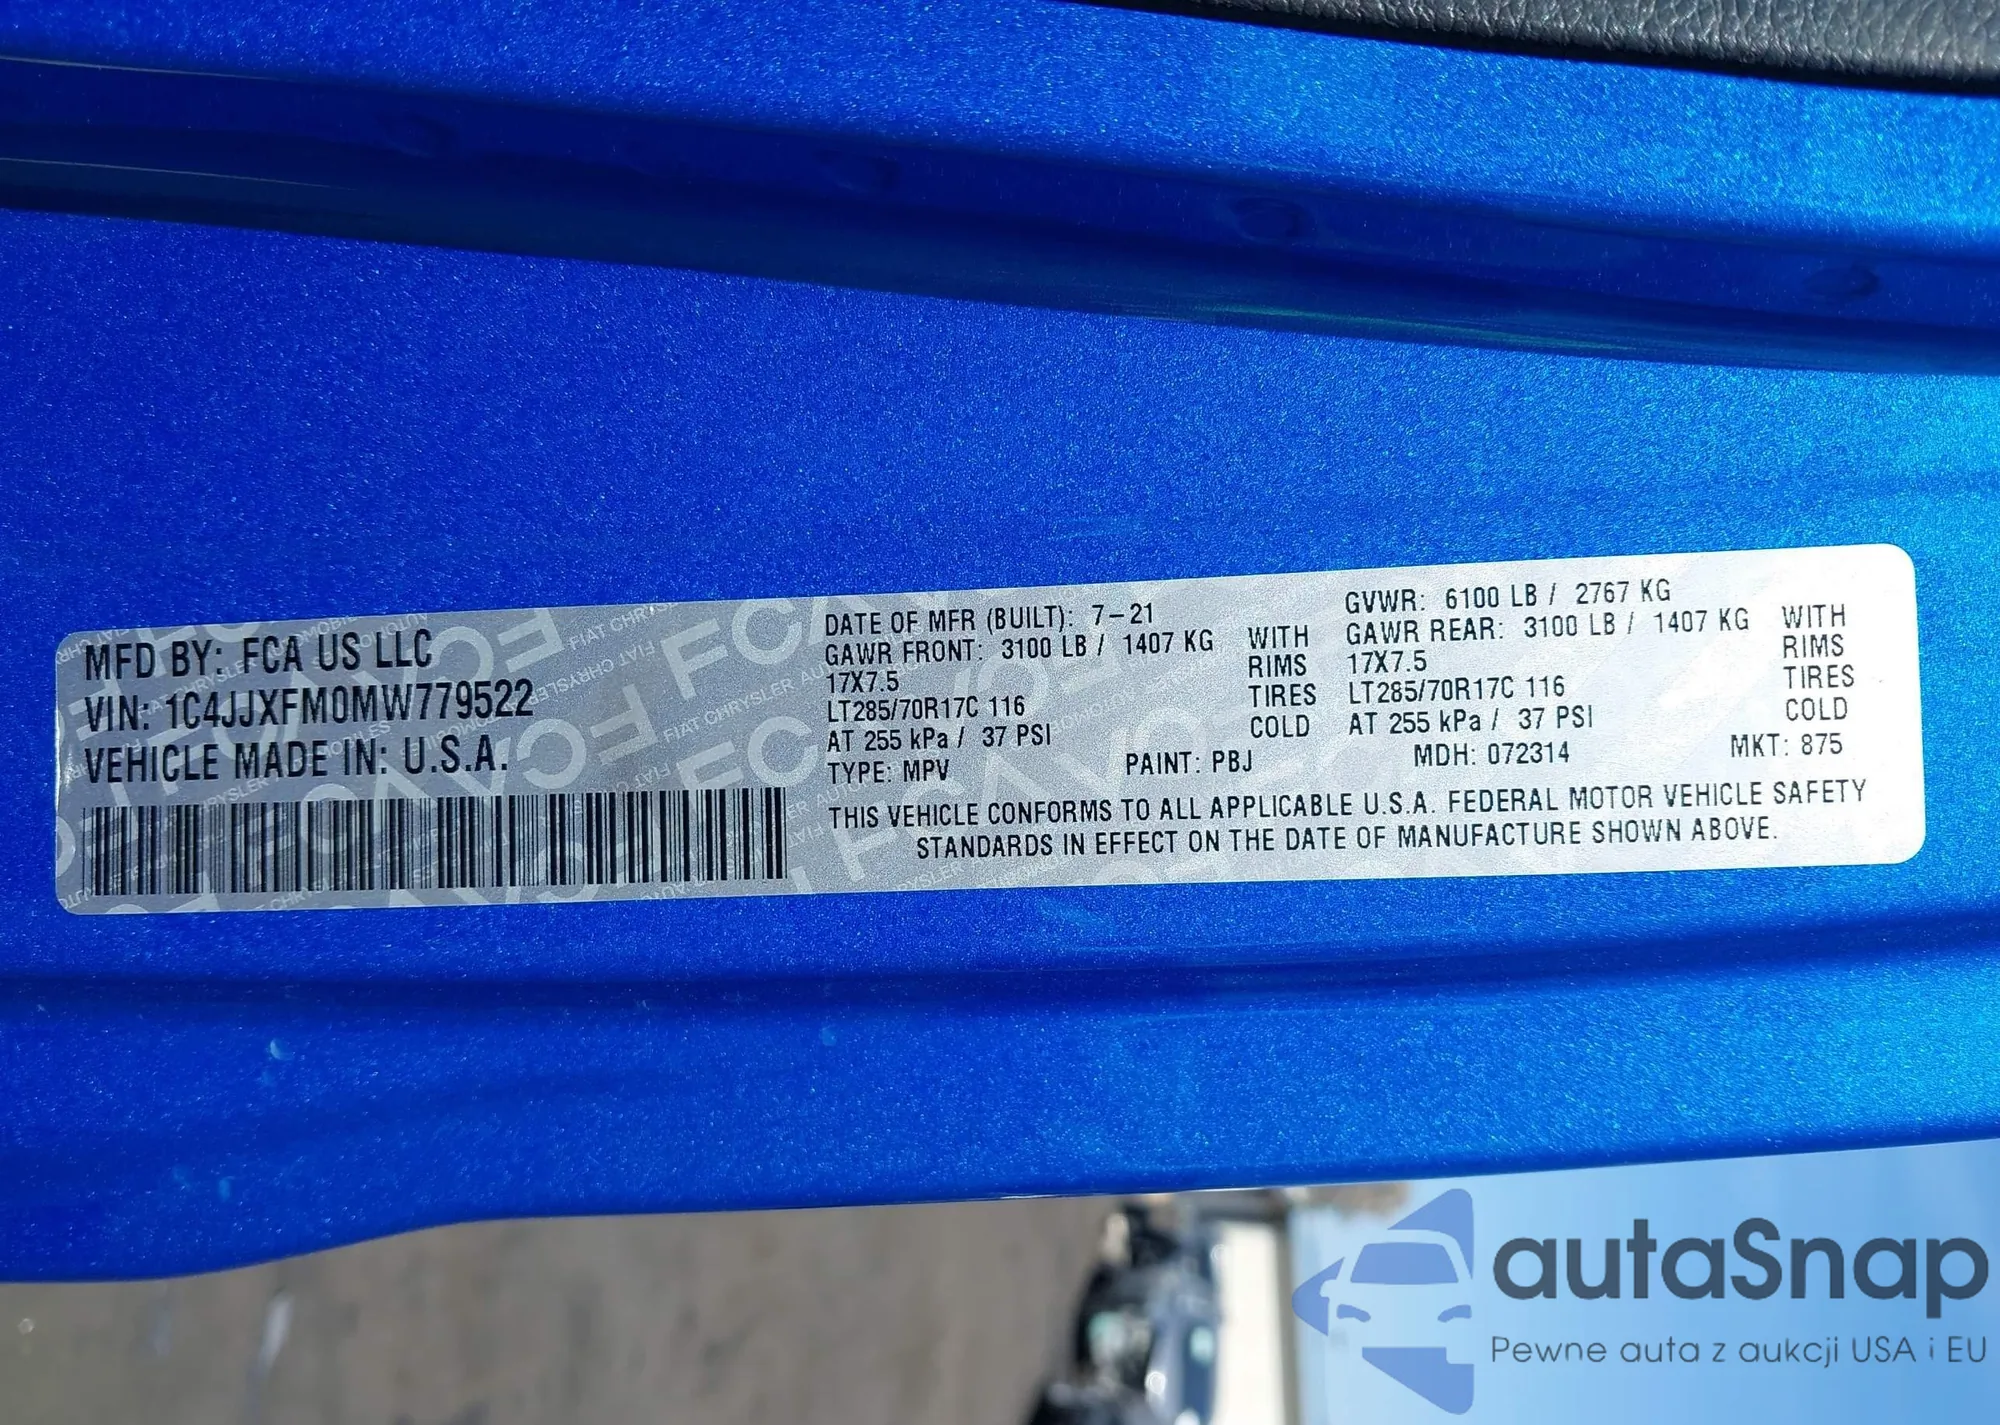 MFD BY: FCA US LLC
VIN: 1C4JJXFM0MW779522
VEHICLE MADE IN: U.S.A.
DATE OF MFR (BUILT): 7-21
GAWR FRONT: 3100 LB / 1407 KG WITH
17X7.5 RIMS
LT285/70R17C 116 TIRES
AT 255 kPa / 37 PSI COLD
GVWR: 6100 LB / 2767 KG
GAWR REAR: 3100 LB / 1407 KG WITH
17X7.5 RIMS
LT285/70R17C 116 TIRES
AT 255 kPa / 37 PSI COLD
TYPE: MPV PAINT: PBJ MDH: 072314 MKT: 875
THIS VEHICLE CONFORMS TO ALL APPLICABLE U.S.A. FEDERAL MOTOR VEHICLE SAFETY
STANDARDS IN EFFECT ON THE DATE OF MANUFACTURE SHOWN ABOVE.
autaSnap
Pewne auta z aukcji USA i EU